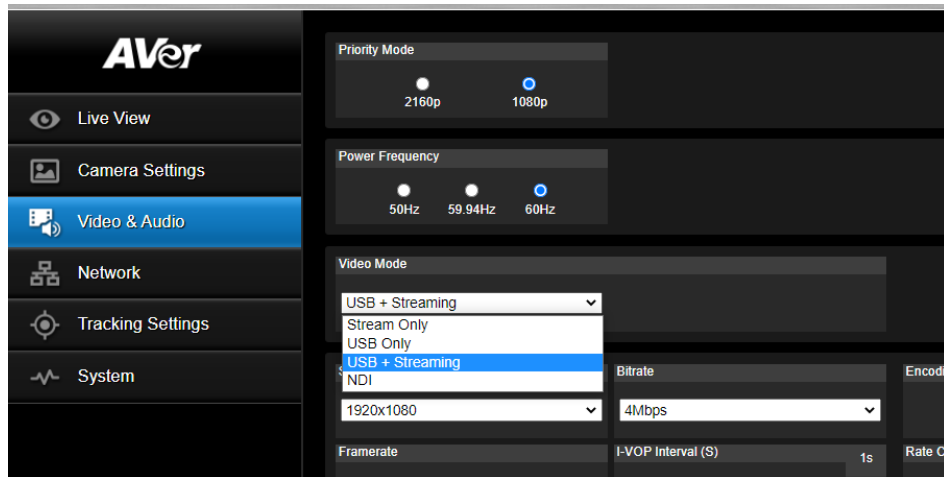 AVer
Live View
Camera Settings
Video & Audio
Network
Tracking Settings
System
Priority Mode
2160p 1080p
Power Frequency
50Hz 59.94Hz 60Hz
Video Mode
USB + Streaming
Stream Only
USB Only
USB + Streaming
NDI
Bitrate
Encodi
1920x1080
4Mbps
Framerate
I-VOP Interval (S) 1s
Rate C